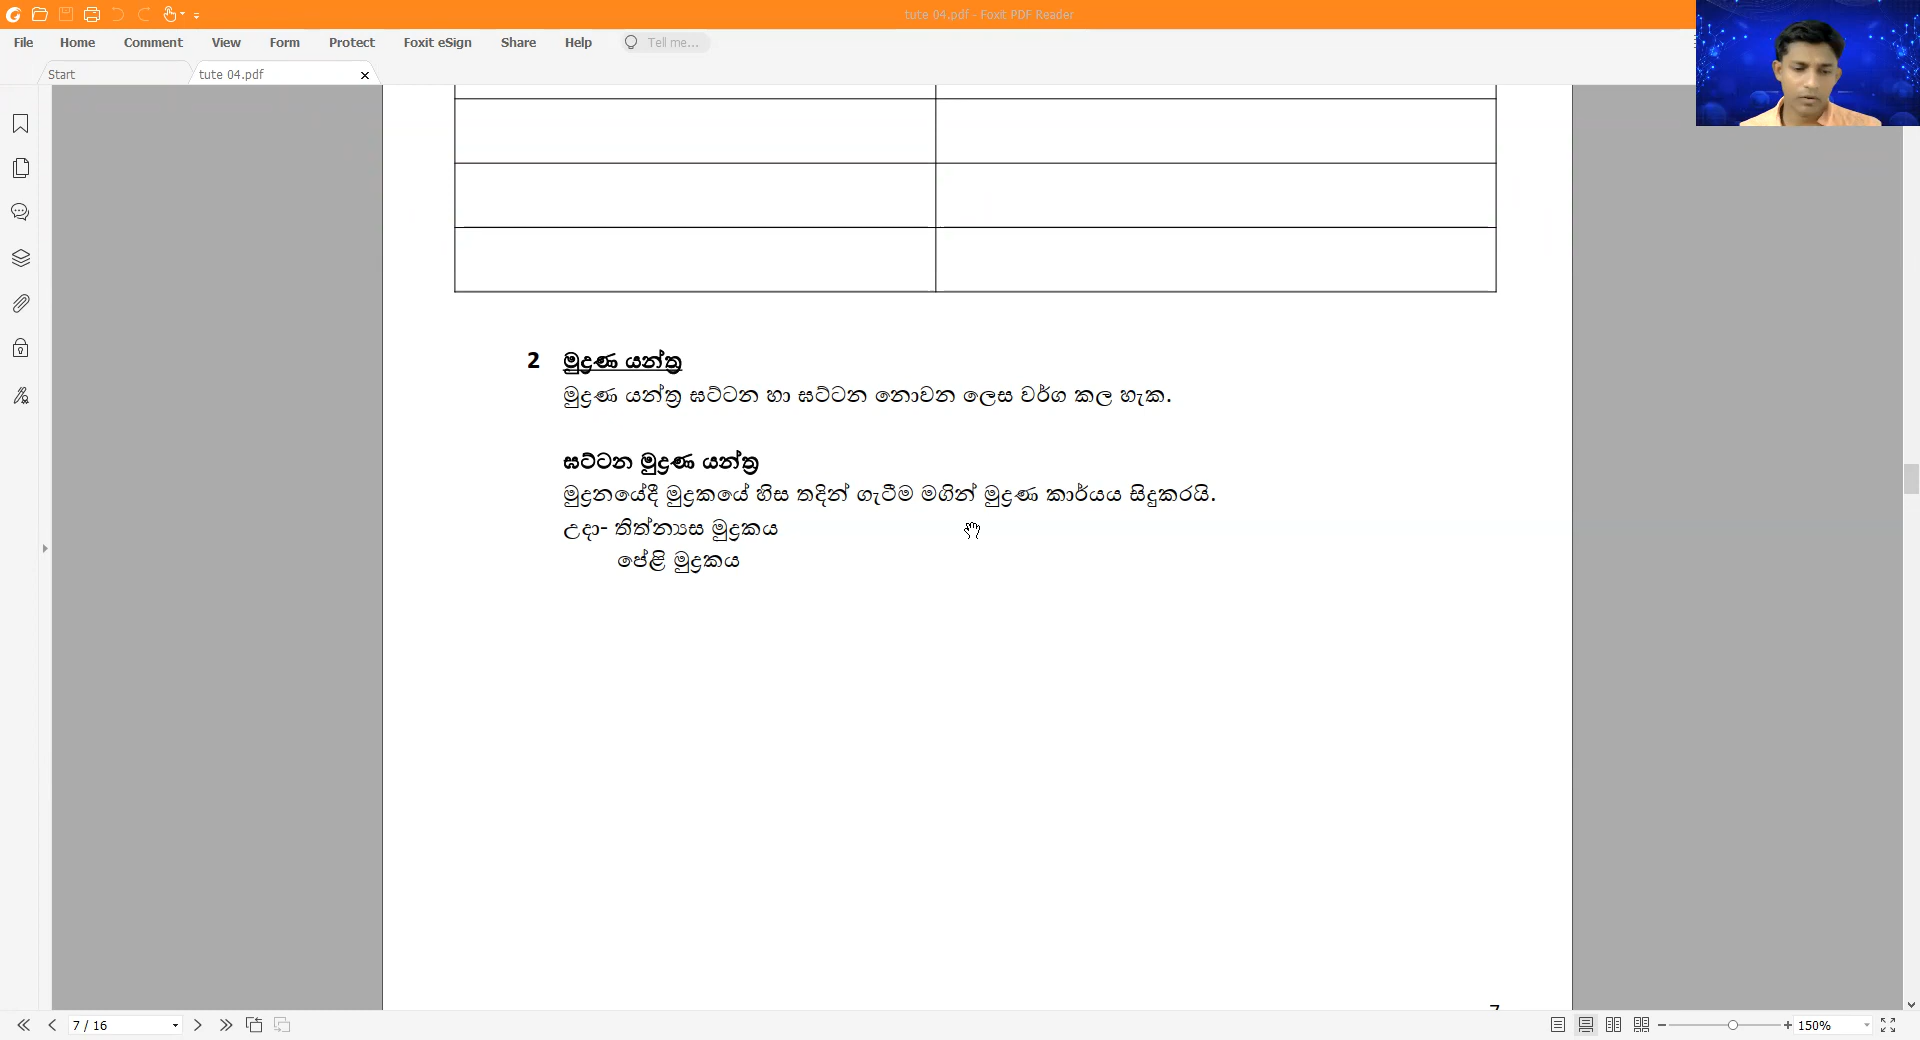 tute 04.pdf - Foxit PDF Reader
File Home Comment View Form Protect Foxit eSign Share Help Tell me...
Start tute 04.pdf
2 මුද්‍රණ යන්ත්‍ර
මුද්‍රණ යන්ත්‍ර ඝට්ටන හා ඝට්ටන නොවන ලෙස වර්ග කල හැක.
ඝට්ටන මුද්‍රණ යන්ත්‍ර
මුද්‍රනයේදී මුද්‍රකයේ හිස තදින් ගැටීම මගින් මුද්‍රණ කාර්යය සිදුකරයි.
උදා- තිත්න්‍යාස මුද්‍රකය
පේළි මුද්‍රකය
7
7 / 16 150%